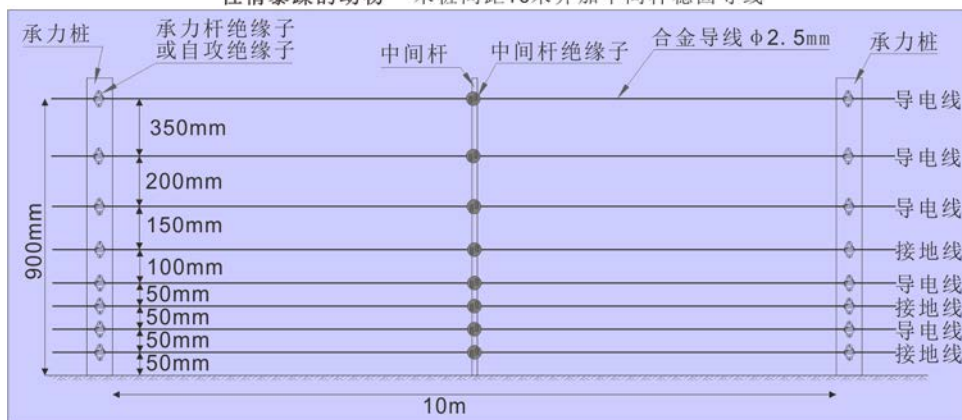 承力桩
承力杆绝缘子
或自攻绝缘子
中间杆
中间杆绝缘子
合金导线φ2.5mm
承力桩
导电线
350mm
导电线
200mm
导电线
150mm
接地线
900mm
100mm
导电线
50mm
接地线
50mm
导电线
50mm
接地线
50mm
10m